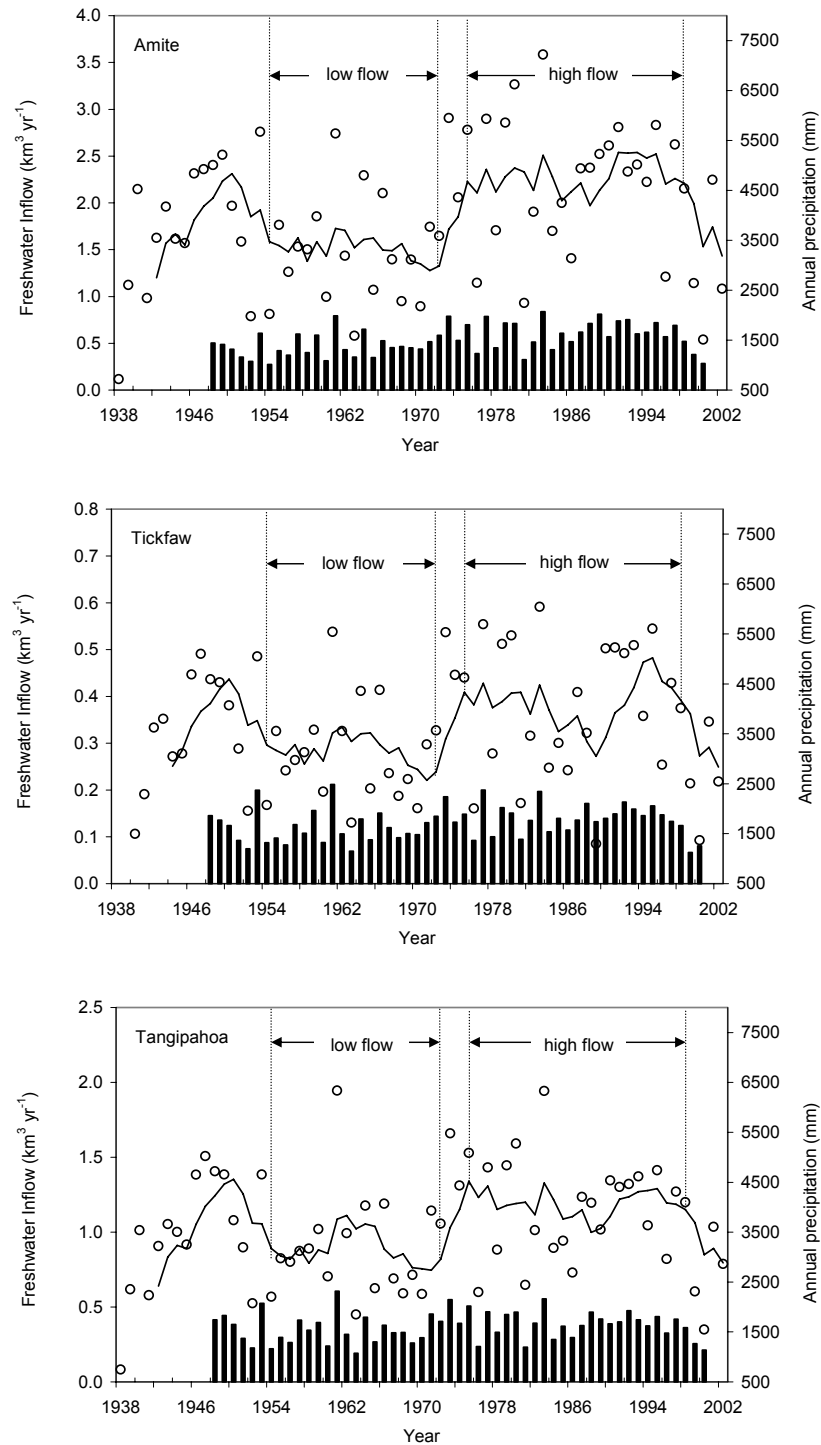 Amite
low flow
high flow
Freshwater Inflow (km³ yr⁻¹)
4.0
3.5
3.0
2.5
2.0
1.5
1.0
0.5
0.0
7500
6500
5500
4500
3500
2500
1500
500
Annual precipitation (mm)
1938 1946 1954 1962 1970 1978 1986 1994 2002
Year
Tickfaw
low flow
high flow
Freshwater Inflow (km³ yr⁻¹)
0.8
0.7
0.6
0.5
0.4
0.3
0.2
0.1
0.0
7500
6500
5500
4500
3500
2500
1500
500
Annual precipitation (mm)
1938 1946 1954 1962 1970 1978 1986 1994 2002
Year
Tangipahoa
low flow
high flow
Freshwater Inflow (km³ yr⁻¹)
2.5
2.0
1.5
1.0
0.5
0.0
7500
6500
5500
4500
3500
2500
1500
500
Annual precipitation (mm)
1938 1946 1954 1962 1970 1978 1986 1994 2002
Year